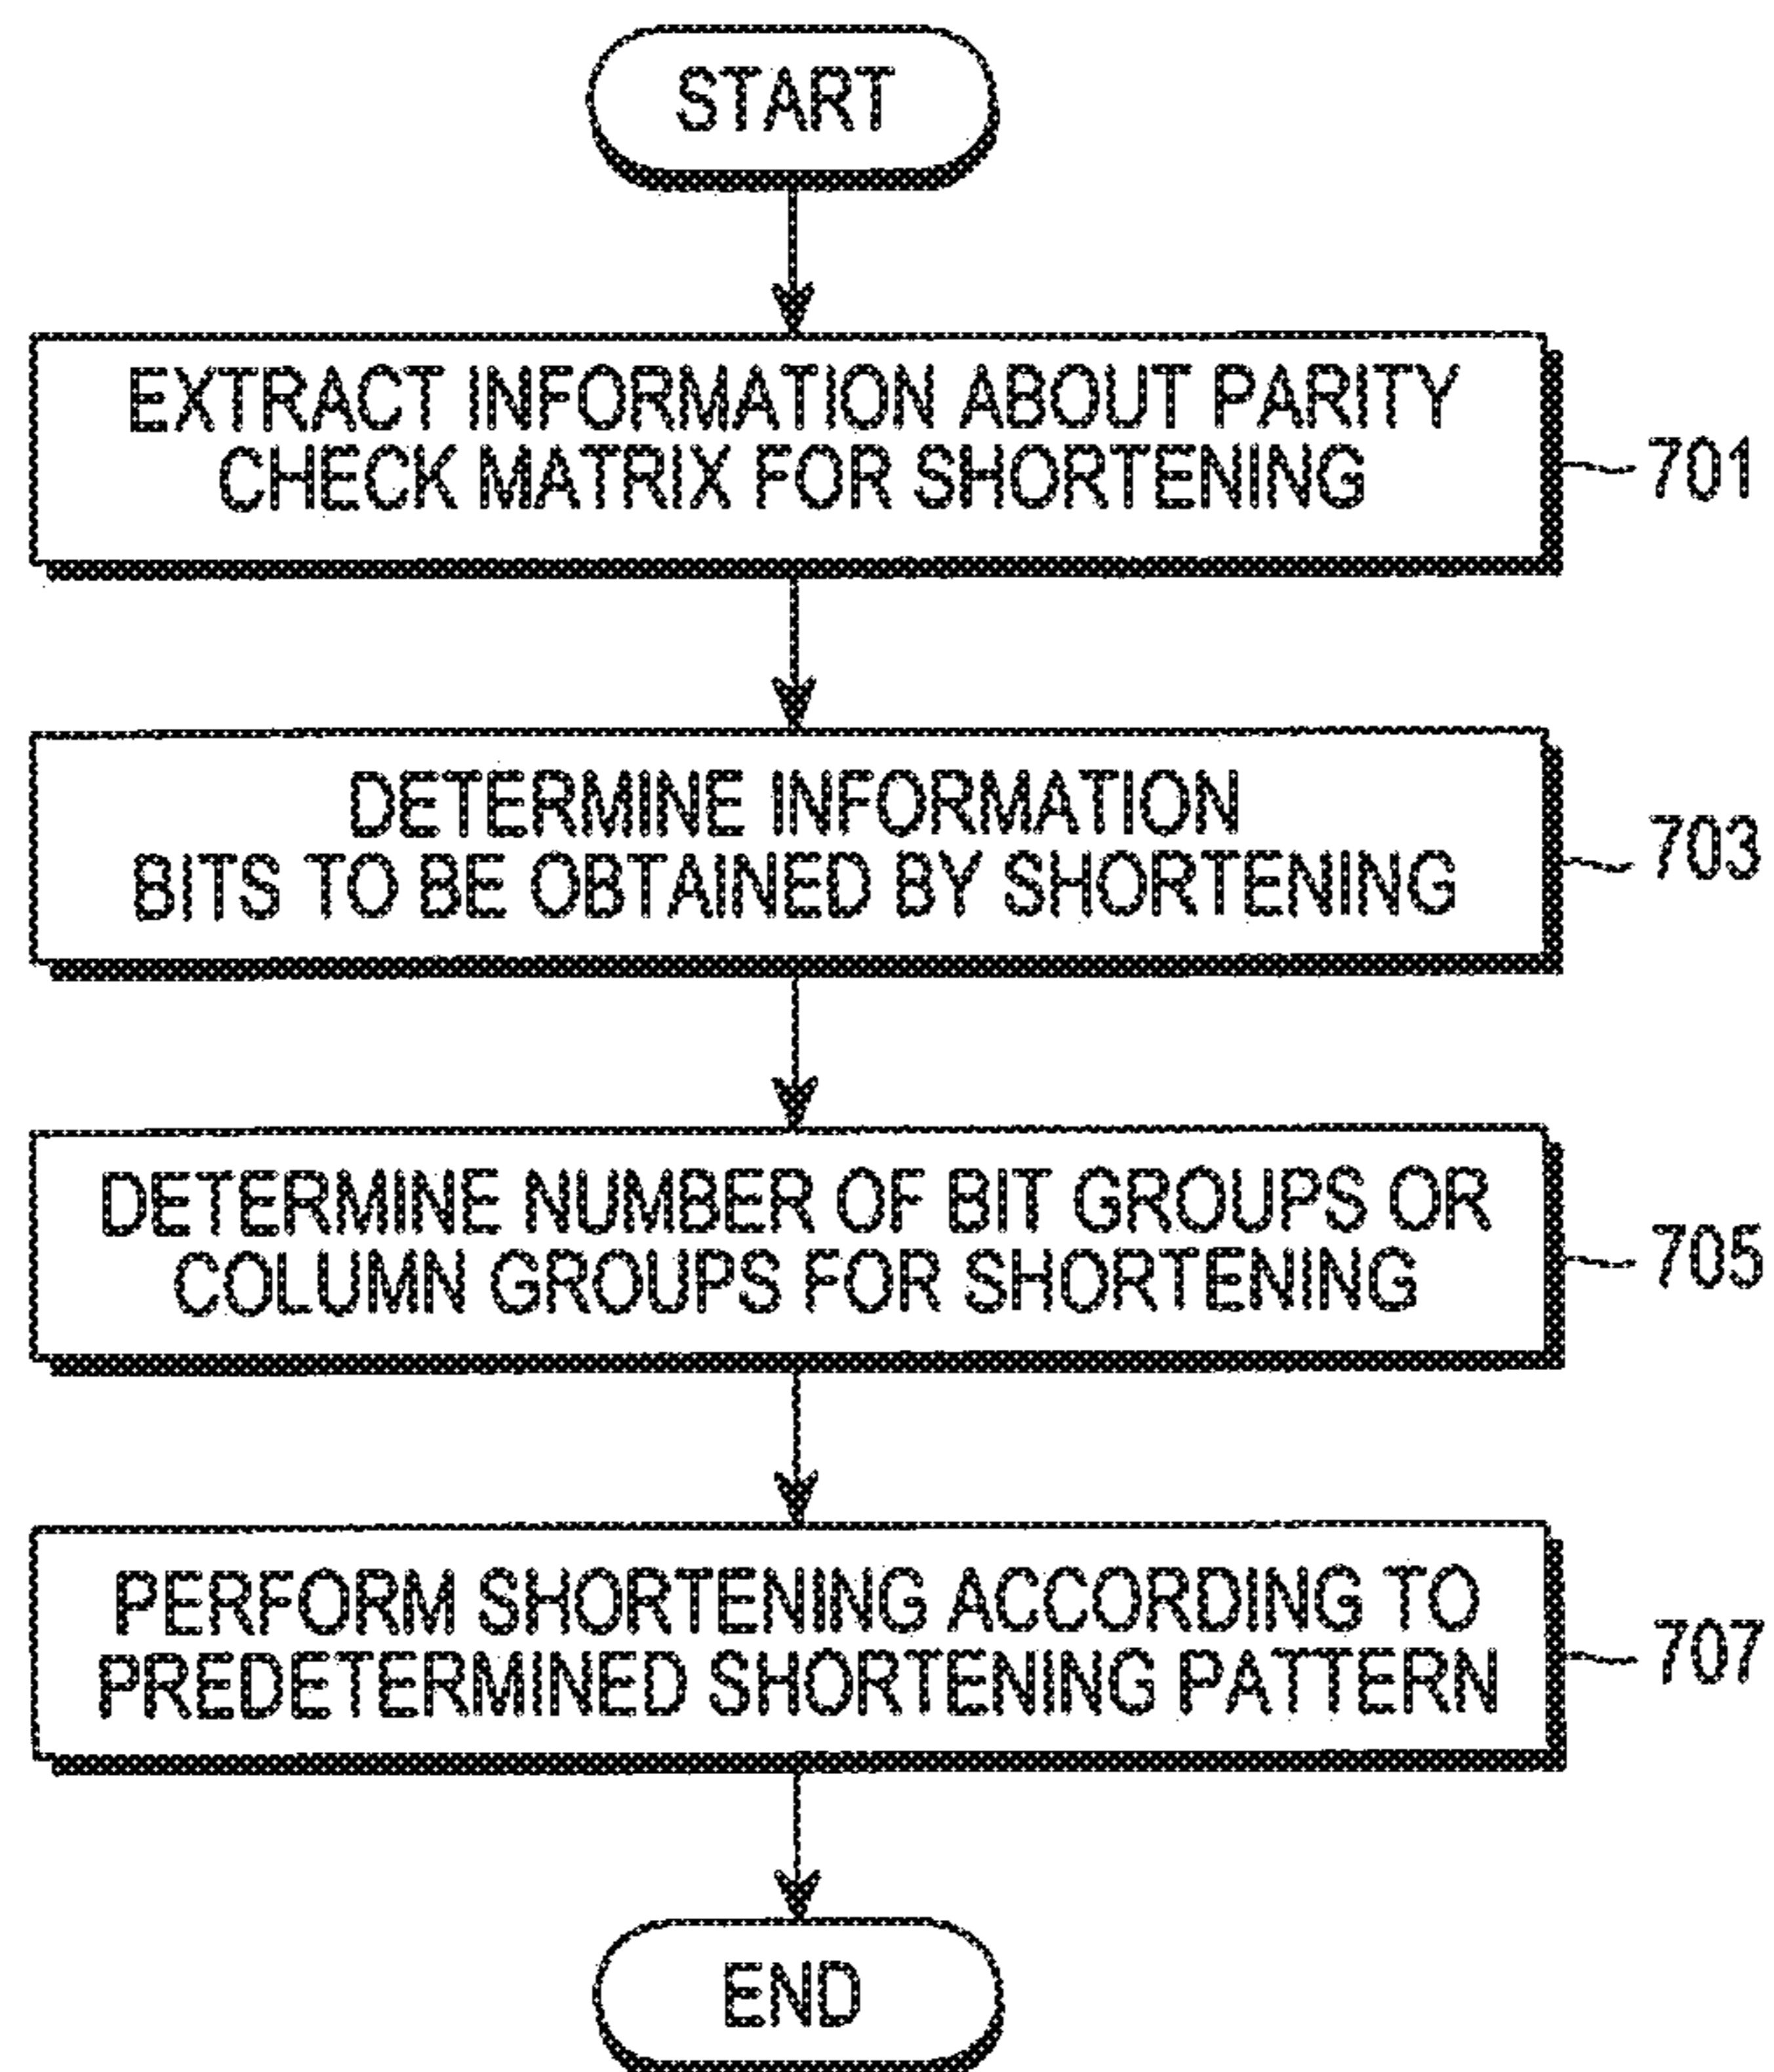 START
EXTRACT INFORMATION ABOUT PARITY
CHECK MATRIX FOR SHORTENING
701
DETERMINE INFORMATION
BITS TO BE OBTAINED BY SHORTENING
703
DETERMINE NUMBER OF BIT GROUPS OR
COLUMN GROUPS FOR SHORTENING
705
PERFORM SHORTENING ACCORDING TO
PREDETERMINED SHORTENING PATTERN
707
END